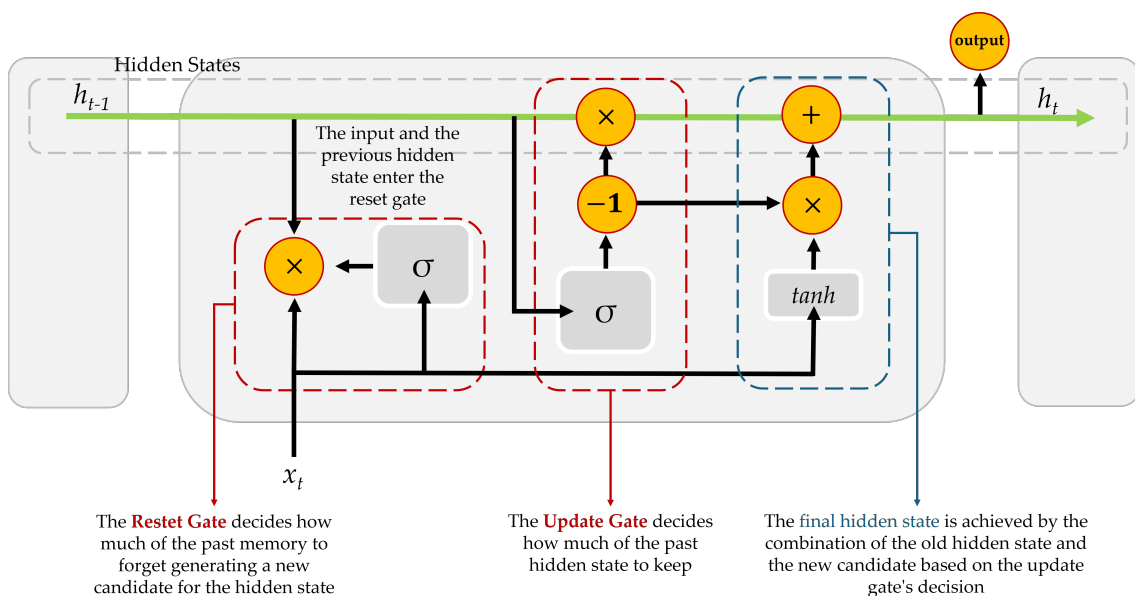 output
Hidden States
h_{t-1}
h_t
×
+
The input and the
previous hidden
state enter the
reset gate
−1
×
×
σ
σ
tanh
x_t
The Restet Gate decides how
much of the past memory to
forget generating a new
candidate for the hidden state
The Update Gate decides
how much of the past
hidden state to keep
The final hidden state is achieved by the
combination of the old hidden state and
the new candidate based on the update
gate's decision